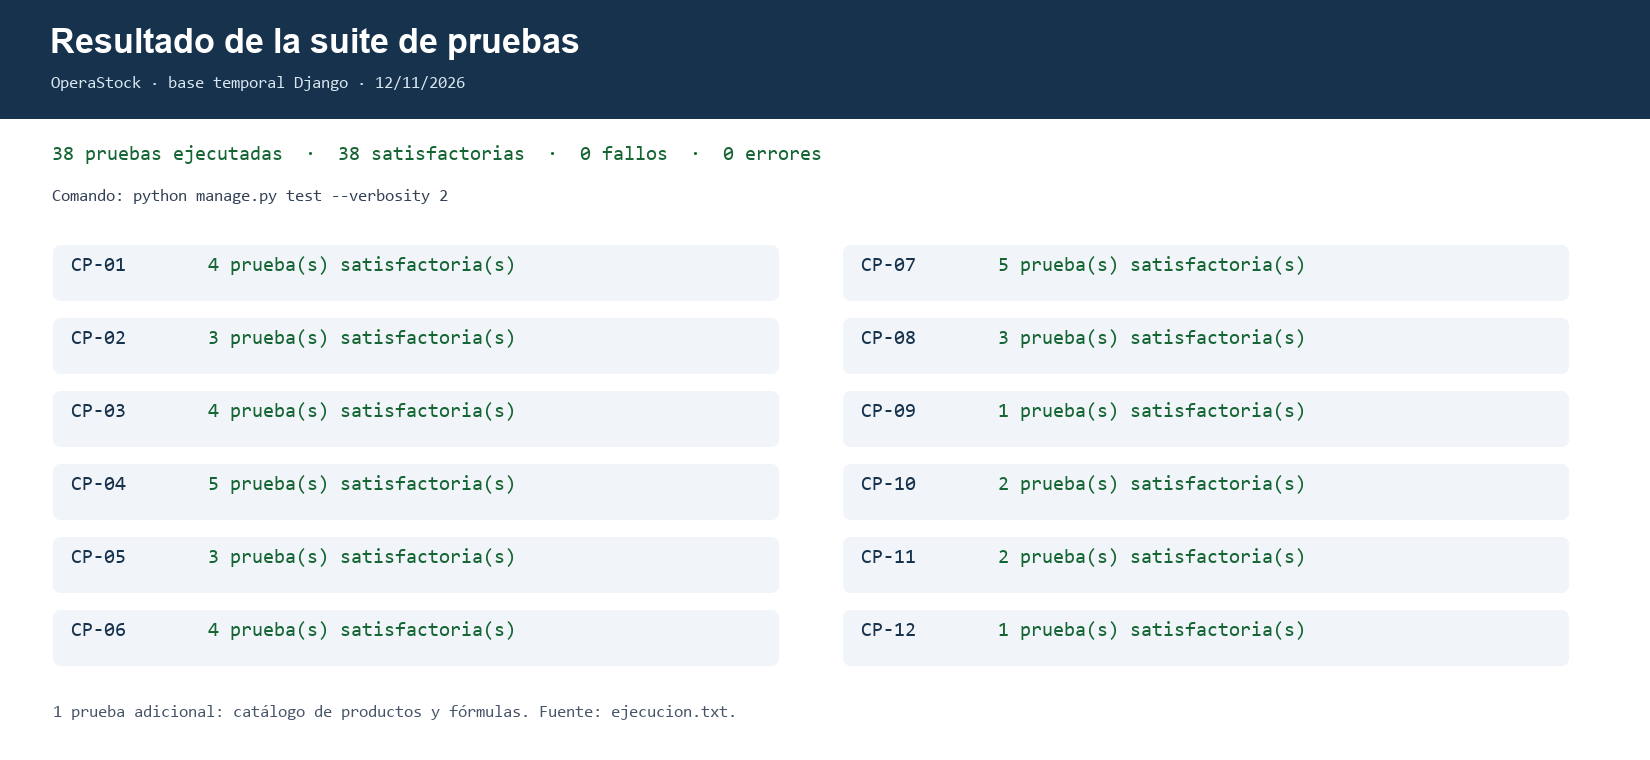 Resultado de la suite de pruebas
OperaStock · base temporal Django · 12/11/2026
38 pruebas ejecutadas · 38 satisfactorias · 0 fallos · 0 errores
Comando: python manage.py test --verbosity 2
CP-01 4 prueba(s) satisfactoria(s)
CP-02 3 prueba(s) satisfactoria(s)
CP-03 4 prueba(s) satisfactoria(s)
CP-04 5 prueba(s) satisfactoria(s)
CP-05 3 prueba(s) satisfactoria(s)
CP-06 4 prueba(s) satisfactoria(s)
CP-07 5 prueba(s) satisfactoria(s)
CP-08 3 prueba(s) satisfactoria(s)
CP-09 1 prueba(s) satisfactoria(s)
CP-10 2 prueba(s) satisfactoria(s)
CP-11 2 prueba(s) satisfactoria(s)
CP-12 1 prueba(s) satisfactoria(s)
1 prueba adicional: catálogo de productos y fórmulas. Fuente: ejecucion.txt.